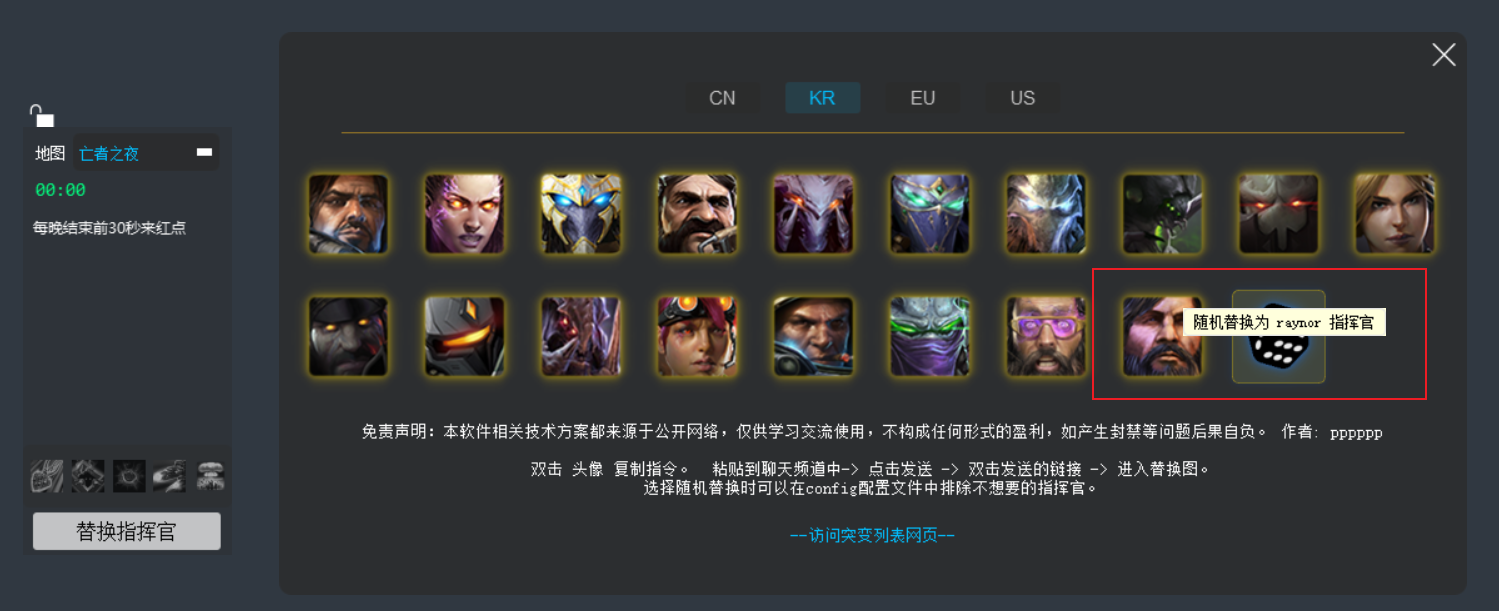 CN KR EU US
地图 亡者之夜
00:00
每晚结束前30秒来红点
随机替换为 raynor 指挥官
免责声明: 本软件相关技术方案都来源于公开网络，仅供学习交流使用，不构成任何形式的盈利，如产生封禁等问题后果自负。 作者: pppppp
双击 头像 复制指令。 粘贴到聊天频道中-> 点击发送 -> 双击发送的链接 -> 进入替换图。
选择随机替换时可以在config配置文件中排除不想要的指挥官。
替换指挥官
--访问突变列表网页--